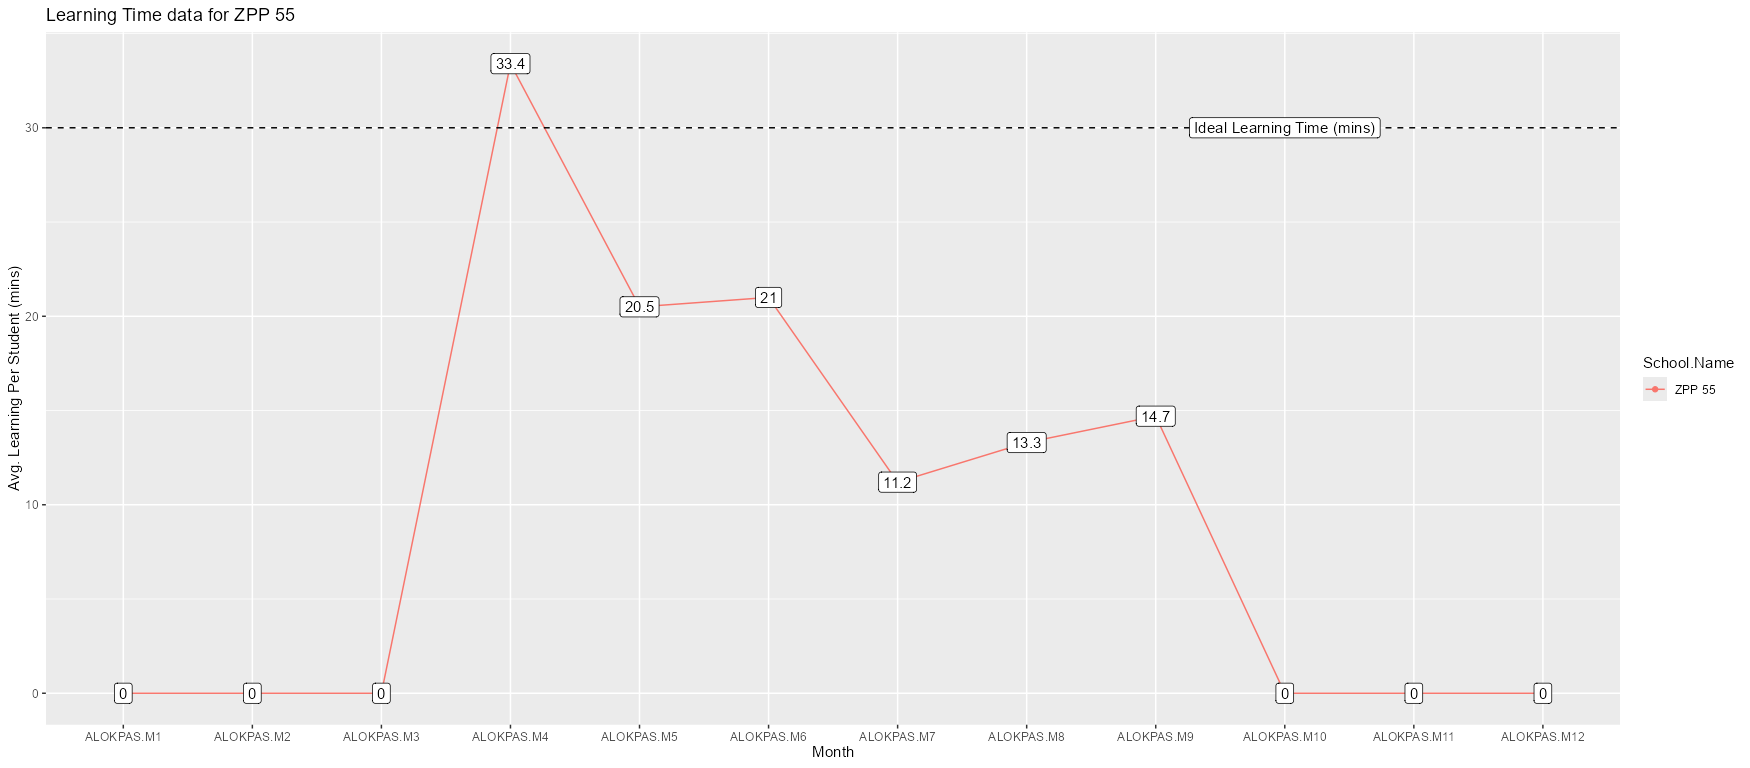 Learning Time data for ZPP 55
33.4
30
Ideal Learning Time (mins)
21
20.5
20
14.7
13.3
11.2
10
0
0 0 0 0 0 0
Avg. Learning Per Student (mins)
ALOKPAS.M1 ALOKPAS.M2 ALOKPAS.M3 ALOKPAS.M4 ALOKPAS.M5 ALOKPAS.M6 ALOKPAS.M7 ALOKPAS.M8 ALOKPAS.M9 ALOKPAS.M10 ALOKPAS.M11 ALOKPAS.M12
Month
School.Name
ZPP 55